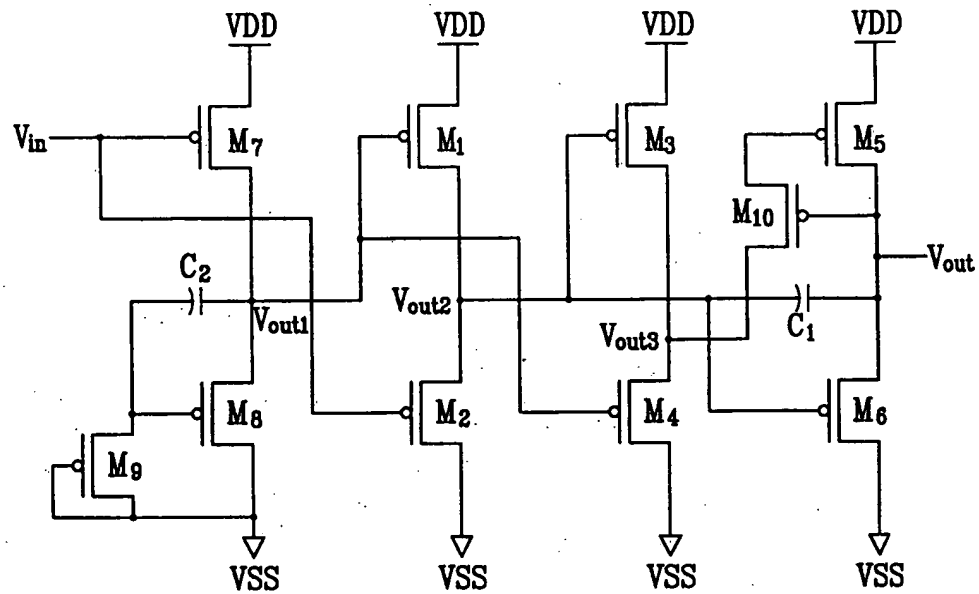 VDD VDD VDD VDD
Vin M7 M1 M3 M5
M10
C2 Vout
Vout1 Vout2 C1
Vout3
M8 M2 M4 M6
M9
VSS VSS VSS VSS